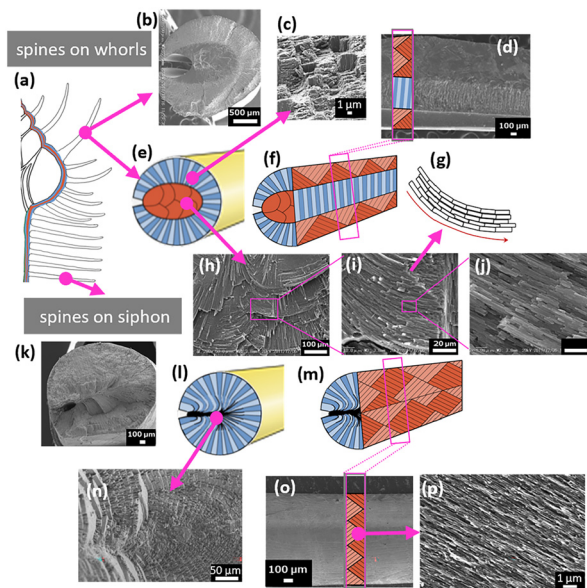 (b)
(c)
spines on whorls
(a)
(d)
500 μm
1 μm
100 μm
(e)
(f)
(g)
(h)
(i)
(j)
100 μm
20 μm
spines on siphon
(k)
(l)
(m)
100 μm
(n)
(o)
(p)
50 μm
100 μm
1 μm